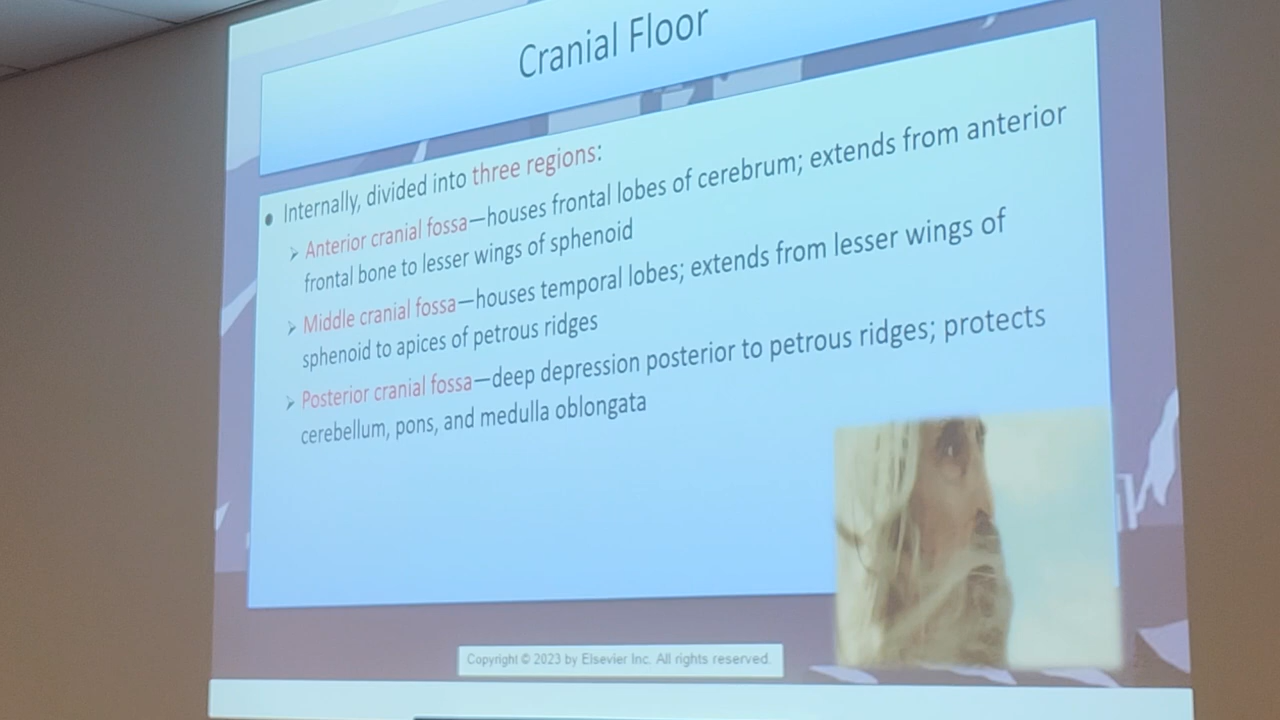 Cranial Floor
• Internally, divided into three regions:
➢ Anterior cranial fossa—houses frontal lobes of cerebrum; extends from anterior
frontal bone to lesser wings of sphenoid
➢ Middle cranial fossa—houses temporal lobes; extends from lesser wings of
sphenoid to apices of petrous ridges
➢ Posterior cranial fossa—deep depression posterior to petrous ridges; protects
cerebellum, pons, and medulla oblongata
Copyright © 2023 by Elsevier Inc. All rights reserved.